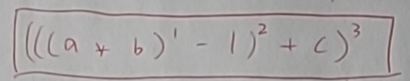 (((a + b)¹ - 1)² + c)³